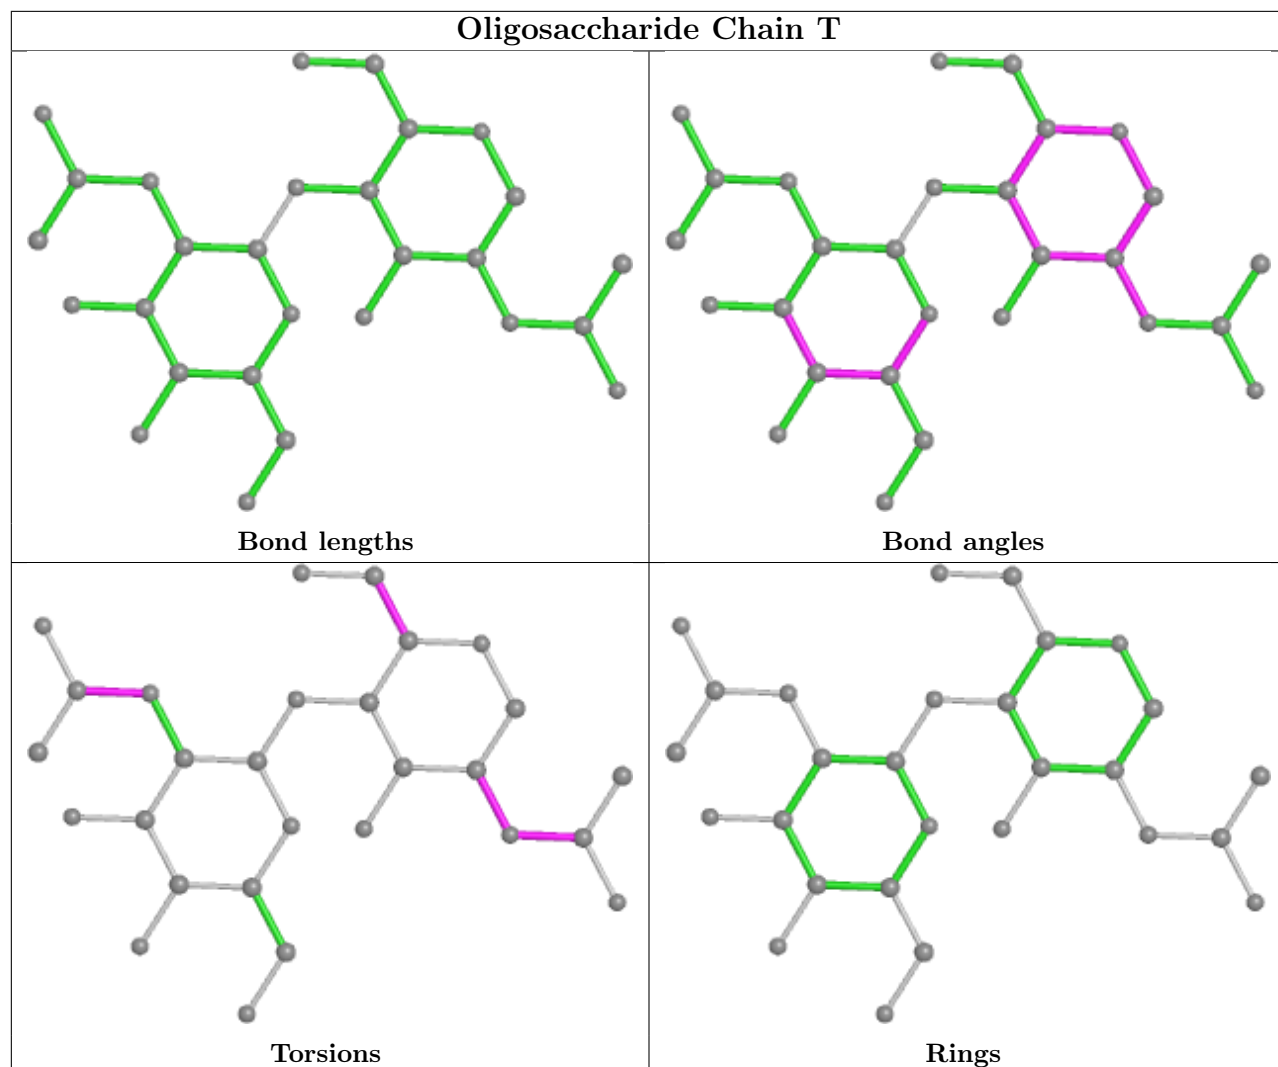 Oligosaccharide Chain T
Bond lengths
Bond angles
Torsions
Rings